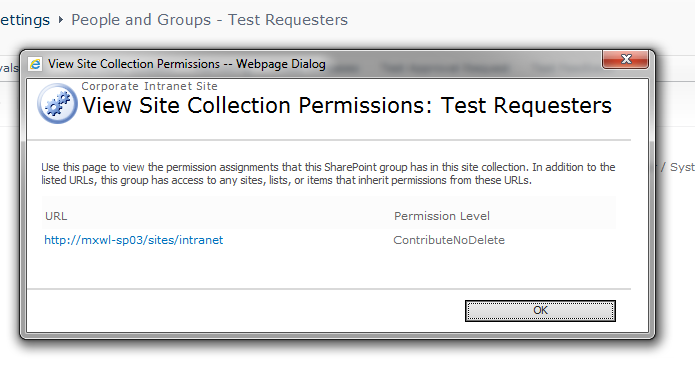 ettings ▸ People and Groups - Test Requesters
View Site Collection Permissions -- Webpage Dialog
vals
Corporate Intranet Site
View Site Collection Permissions: Test Requesters
Use this page to view the permission assignments that this SharePoint group has in this site collection. In addition to the
listed URLs, this group has access to any sites, lists, or items that inherit permissions from these URLs.
/ Syst
URL Permission Level
http://mxwl-sp03/sites/intranet ContributeNoDelete
OK